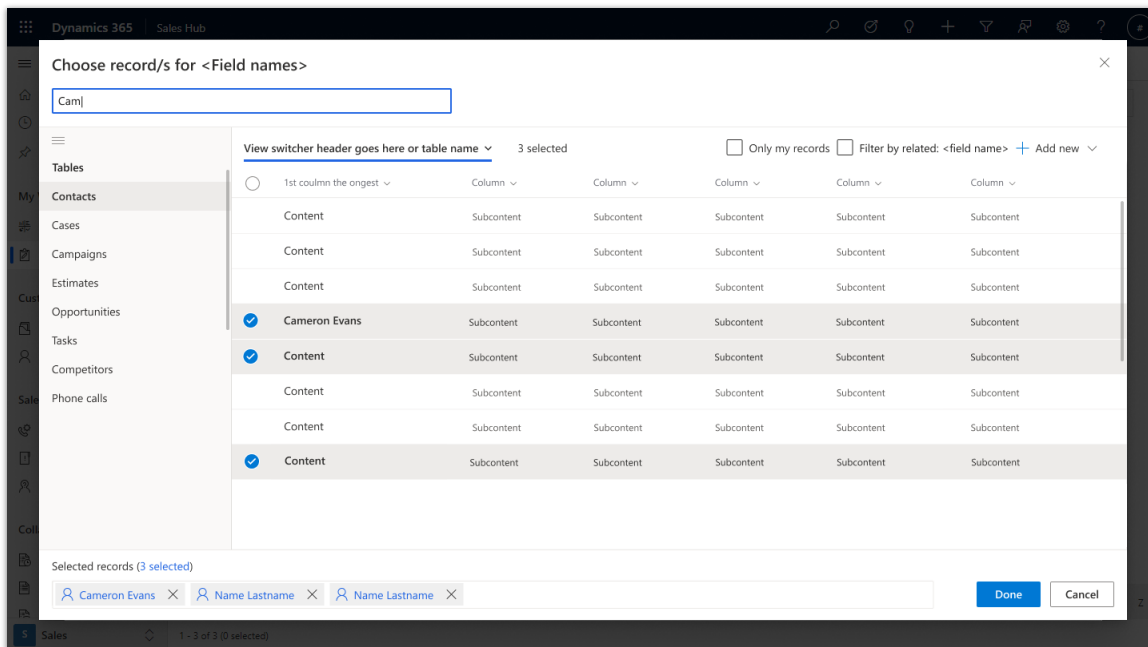 Dynamics 365 Sales Hub
Choose record/s for <Field names>
Cam
Tables
Contacts
Cases
Campaigns
Estimates
Opportunities
Tasks
Competitors
Phone calls
View switcher header goes here or table name 3 selected Only my records Filter by related: <field name> Add new
1st coulmn the ongest Column Column Column Column Column
Content Subcontent Subcontent Subcontent Subcontent Subcontent
Content Subcontent Subcontent Subcontent Subcontent Subcontent
Content Subcontent Subcontent Subcontent Subcontent Subcontent
Cameron Evans Subcontent Subcontent Subcontent Subcontent Subcontent
Content Subcontent Subcontent Subcontent Subcontent Subcontent
Content Subcontent Subcontent Subcontent Subcontent Subcontent
Content Subcontent Subcontent Subcontent Subcontent Subcontent
Content Subcontent Subcontent Subcontent Subcontent Subcontent
My
Cust
Sale
Colla
Selected records (3 selected)
Cameron Evans Name Lastname Name Lastname
Done Cancel
S Sales 1 - 3 of 3 (0 selected)